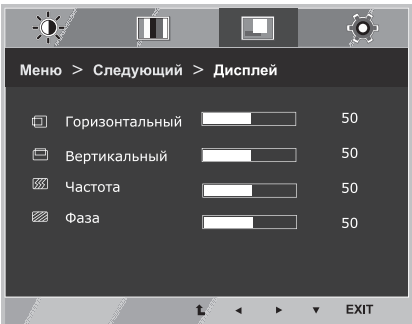 Меню > Следующий > Дисплей
Горизонтальный 50
Вертикальный 50
Частота 50
Фаза 50
EXIT